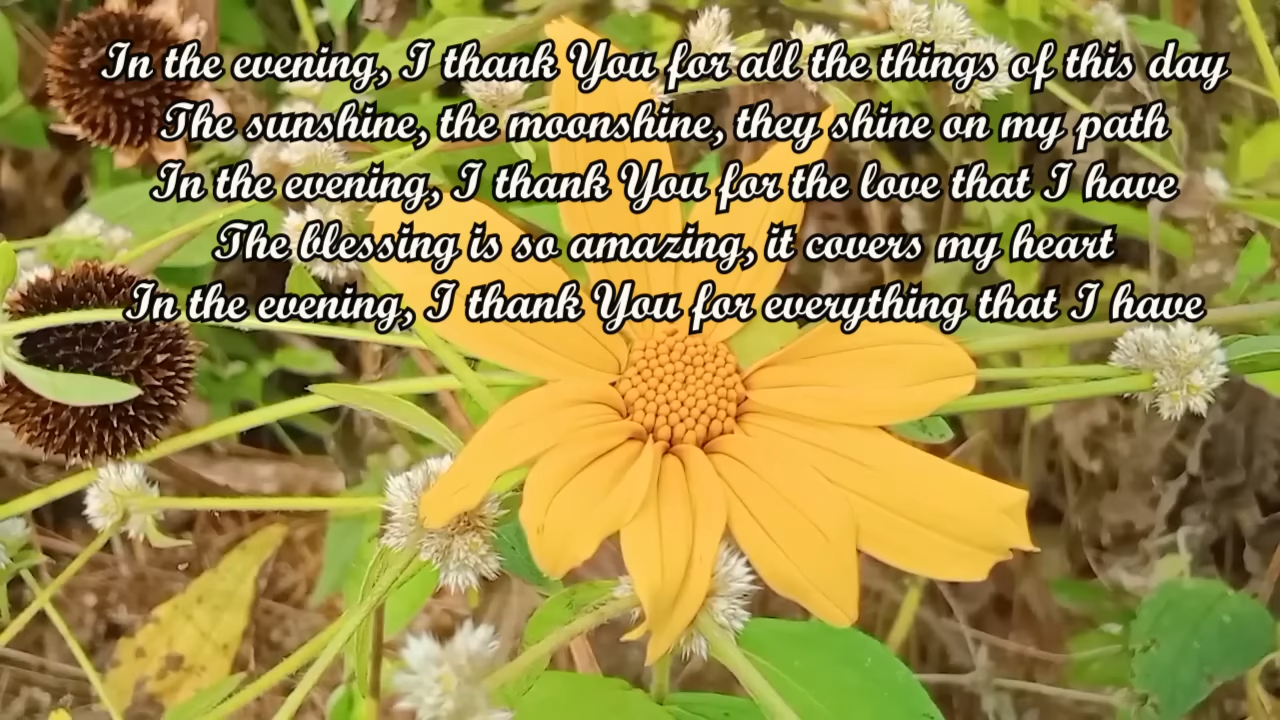 In the evening, I thank You for all the things of this day
The sunshine, the moonshine, they shine on my path
In the evening, I thank You for the love that I have
The blessing is so amazing, it covers my heart
In the evening, I thank You for everything that I have